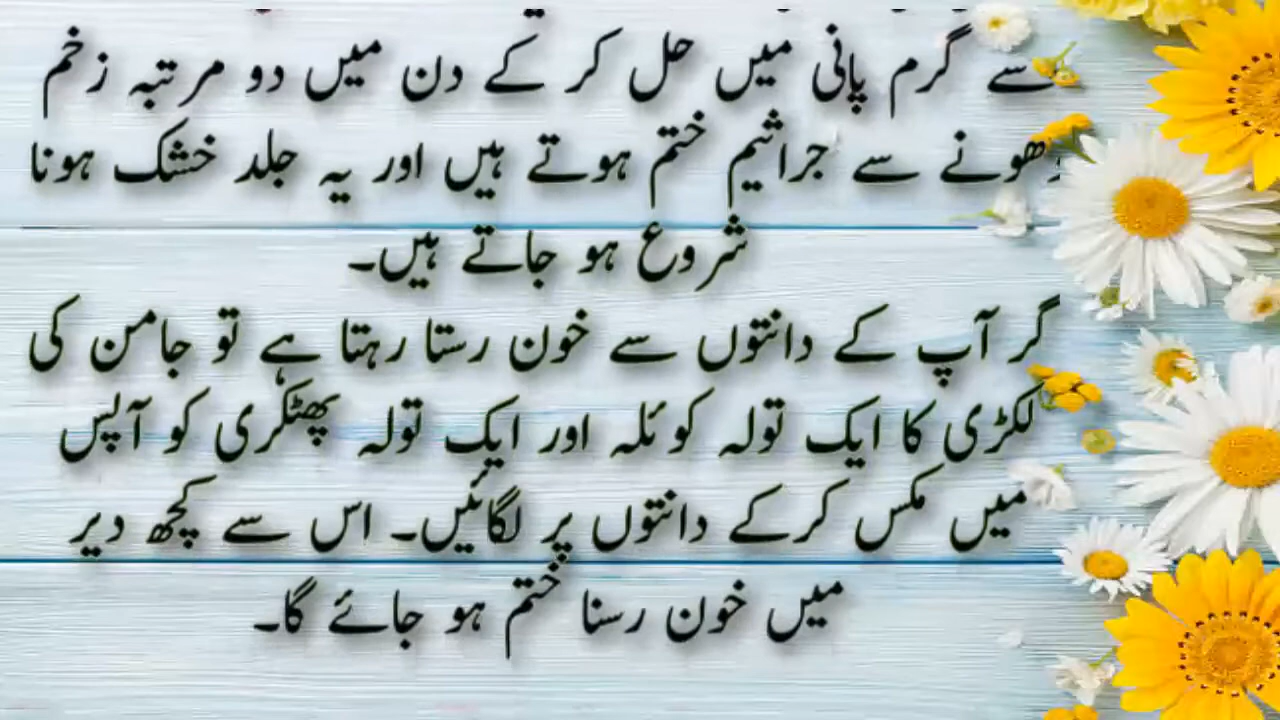 سے گرم پانی میں حل کر کے دن میں دو مرتبہ زخم
دھونے سے جراثیم ختم ہوتے ہیں اور یہ جلد خشک ہونا
شروع ہو جاتے ہیں۔
گر آپ کے دانتوں سے خون رستا رہتا ہے تو جامن کی
لکڑی کا ایک تولہ کوئلہ اور ایک تولہ پھٹکری کو آپس
میں مکس کرکے دانتوں پر لگائیں۔ اس سے کچھ دیر
میں خون رسنا ختم ہو جائے گا۔